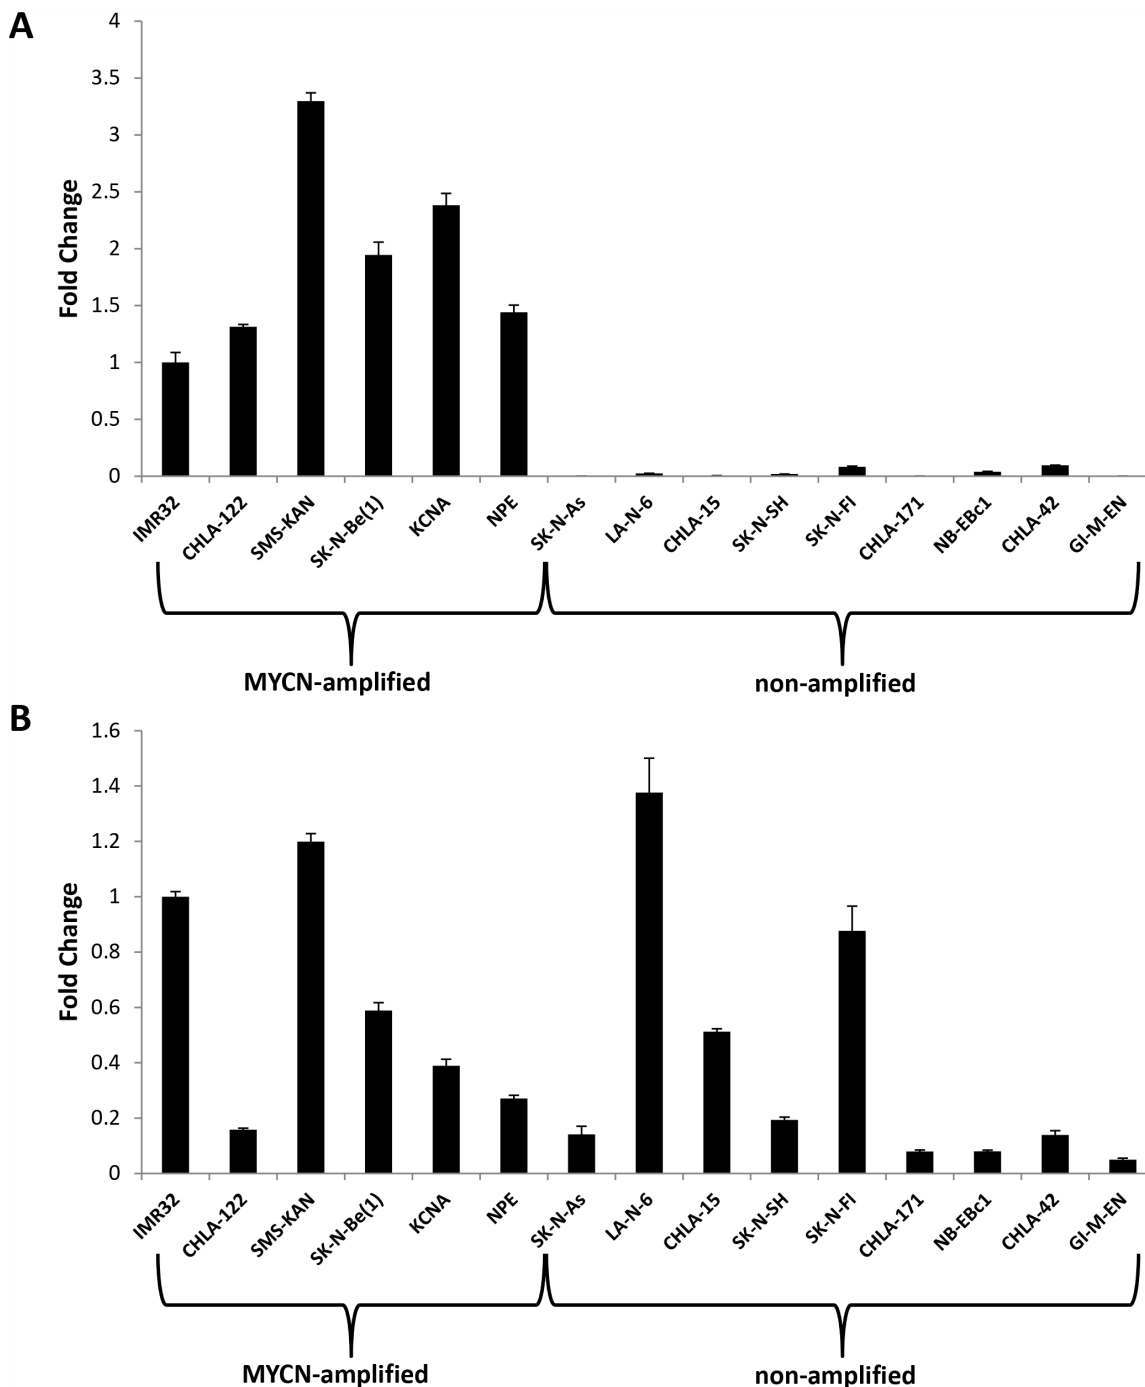 A
4
3.5
3
2.5
2
1.5
1
0.5
0
Fold Change
IMR32
CHLA-122
SMS-KAN
SK-N-Be(1)
KCNA
NPE
SK-N-As
LA-N-6
CHLA-15
SK-N-SH
SK-N-FI
CHLA-171
NB-EBc1
CHLA-42
GI-M-EN
MYCN-amplified
non-amplified
B
1.6
1.4
1.2
1
0.8
0.6
0.4
0.2
0
Fold Change
IMR32
CHLA-122
SMS-KAN
SK-N-Be(1)
KCNA
NPE
SK-N-As
LA-N-6
CHLA-15
SK-N-SH
SK-N-FI
CHLA-171
NB-EBc1
CHLA-42
GI-M-EN
MYCN-amplified
non-amplified